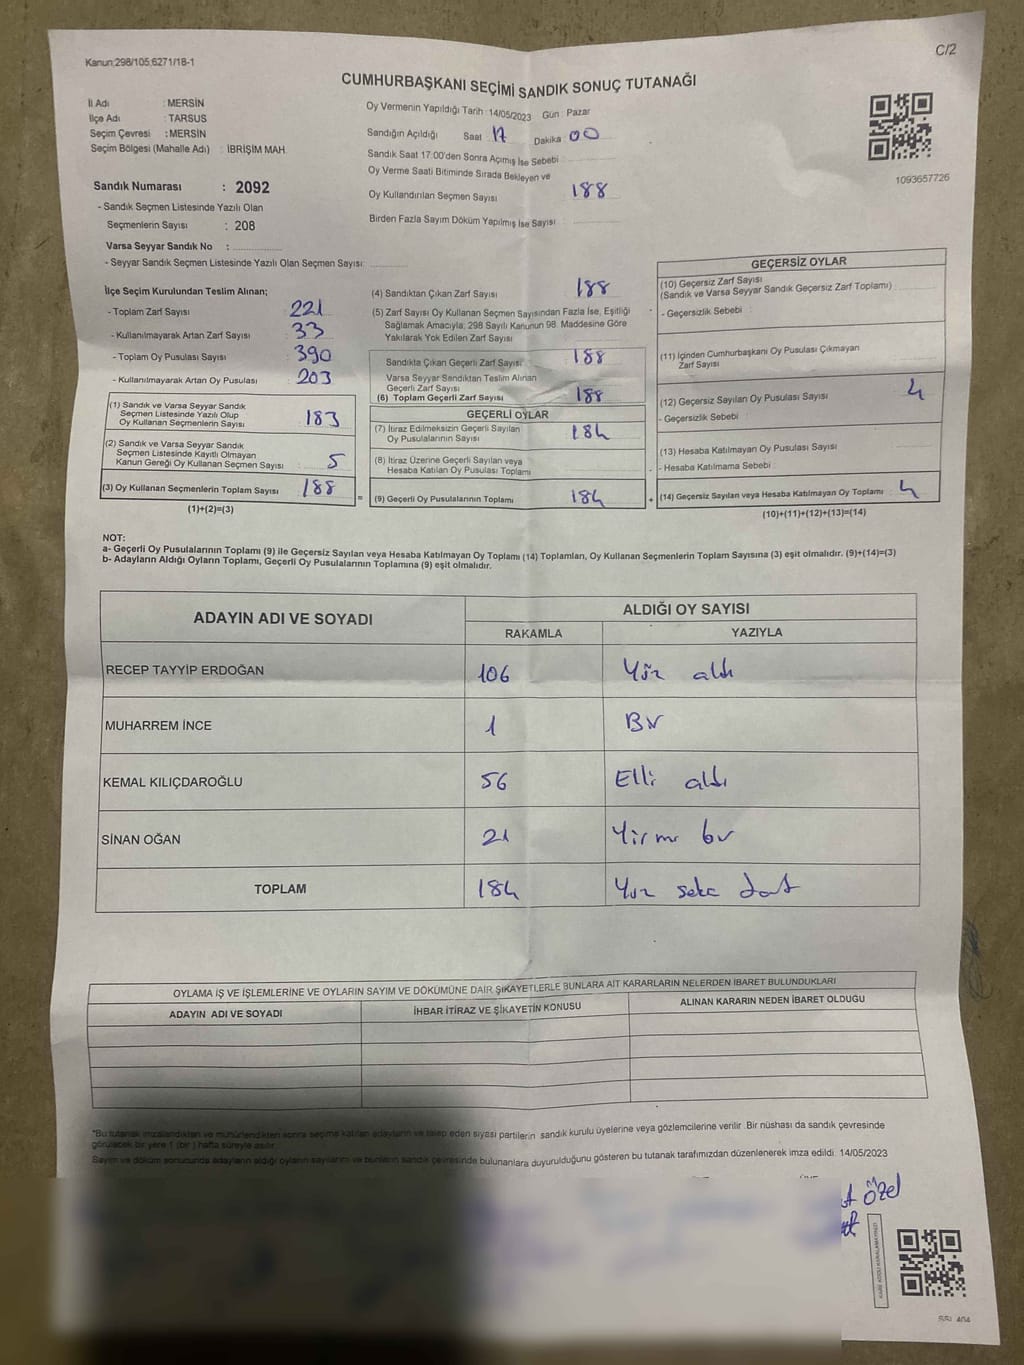 Kanun;298/105;6271/18-1
C/2
CUMHURBAŞKANI SEÇİMİ SANDIK SONUÇ TUTANAĞI
İl Adı : MERSİN
İlçe Adı : TARSUS
Seçim Çevresi : MERSİN
Seçim Bölgesi (Mahalle Adı) : İBRİŞİM MAH.
Sandık Numarası : 2092
- Sandık Seçmen Listesinde Yazılı Olan
Seçmenlerin Sayısı : 208
Varsa Seyyar Sandık No :
- Seyyar Sandık Seçmen Listesinde Yazılı Olan Seçmen Sayısı:
Oy Vermenin Yapıldığı Tarih : 14/05/2023 Gün : Pazar
Sandığın Açıldığı Saat : 17 Dakika : 00
Sandık Saat 17:00'den Sonra Açımış İse Sebebi
Oy Verme Saati Bitiminde Sırada Bekleyen ve
Oy Kullandırılan Seçmen Sayısı 188
Birden Fazla Sayım Döküm Yapılmış İse Sayısı :
1093657726
İlçe Seçim Kurulundan Teslim Alınan;
- Toplam Zarf Sayısı : 221
- Kullanılmayarak Artan Zarf Sayısı : 33
- Toplam Oy Pusulası Sayısı : 390
- Kullanılmayarak Artan Oy Pusulası : 203
(1) Sandık ve Varsa Seyyar Sandık
Seçmen Listesinde Yazılı Olup
Oy Kullanan Seçmenlerin Sayısı : 183
(2) Sandık ve Varsa Seyyar Sandık
Seçmen Listesinde Kayıtlı Olmayan
Kanun Gereği Oy Kullanan Seçmen Sayısı : 5
(3) Oy Kullanan Seçmenlerin Toplam Sayısı : 188
(1)+(2)=(3)
(4) Sandıktan Çıkan Zarf Sayısı 188
(5) Zarf Sayısı Oy Kullanan Seçmen Sayısından Fazla İse, Eşitliği
Sağlamak Amacıyla; 298 Sayılı Kanunun 98. Maddesine Göre
Yakılarak Yok Edilen Zarf Sayısı
Sandıkta Çıkan Geçerli Zarf Sayısı 188
Varsa Seyyar Sandıktan Teslim Alınan
Geçerli Zarf Sayısı
(6) Toplam Geçerli Zarf Sayısı 188
GEÇERLİ OYLAR
(7) İtiraz Edilmeksizin Geçerli Sayılan
Oy Pusulalarının Sayısı 184
(8) İtiraz Üzerine Geçerli Sayılan veya
Hesaba Katılan Oy Pusulası Toplamı
= (9) Geçerli Oy Pusulalarının Toplamı 184 +
GEÇERSİZ OYLAR
(10) Geçersiz Zarf Sayısı
(Sandık ve Varsa Seyyar Sandık Geçersiz Zarf Toplamı)
- Geçersizlik Sebebi :
(11) İçinden Cumhurbaşkanı Oy Pusulası Çıkmayan
Zarf Sayısı
(12) Geçersiz Sayılan Oy Pusulası Sayısı 4
- Geçersizlik Sebebi
(13) Hesaba Katılmayan Oy Pusulası Sayısı
- Hesaba Katılmama Sebebi
(14) Geçersiz Sayılan veya Hesaba Katılmayan Oy Toplamı : 4
(10)+(11)+(12)+(13)=(14)
NOT:
a- Geçerli Oy Pusulalarının Toplamı (9) ile Geçersiz Sayılan veya Hesaba Katılmayan Oy Toplamı (14) Toplamları, Oy Kullanan Seçmenlerin Toplam Sayısına (3) eşit olmalıdır. (9)+(14)=(3)
b- Adayların Aldığı Oyların Toplamı, Geçerli Oy Pusulalarının Toplamına (9) eşit olmalıdır.
ADAYIN ADI VE SOYADI ALDIĞI OY SAYISI
RAKAMLA YAZIYLA
RECEP TAYYİP ERDOĞAN 106 Yüz altı
MUHARREM İNCE 1 Bir
KEMAL KILIÇDAROĞLU 56 Elli altı
SİNAN OĞAN 21 Yirmi bir
TOPLAM 184 Yüz seksen dört
OYLAMA İŞ VE İŞLEMLERİNE VE OYLARIN SAYIM VE DÖKÜMÜNE DAİR ŞİKAYETLERLE BUNLARA AİT KARARLARIN NELERDEN İBARET BULUNDUKLARI
ADAYIN ADI VE SOYADI İHBAR İTİRAZ VE ŞİKAYETİN KONUSU ALINAN KARARIN NEDEN İBARET OLDUĞU
*Bu tutanak imzalandıktan ve mühürlendikten sonra seçime katılan adayların ve talep eden siyasi partilerin sandık kurulu üyelerine veya gözlemcilerine verilir. Bir nüshası da sandık çevresinde
görülecek bir yere 1 (bir) hafta süreyle asılır.
Sayım ve döküm sonucunda adayların aldığı oyların sayılarını ve bunların sandık çevresinde bulunanlara duyurulduğunu gösteren bu tutanak tarafımızdan düzenlenerek imza edildi. 14/05/2023
Özel